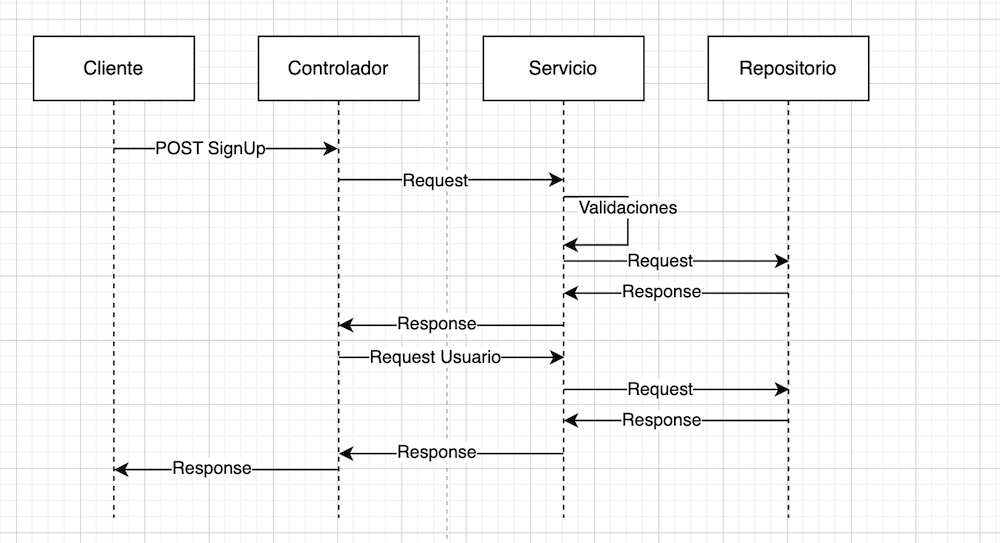 Cliente
Controlador
Servicio
Repositorio
POST SignUp
Request
Validaciones
Request
Response
Response
Request Usuario
Request
Response
Response
Response